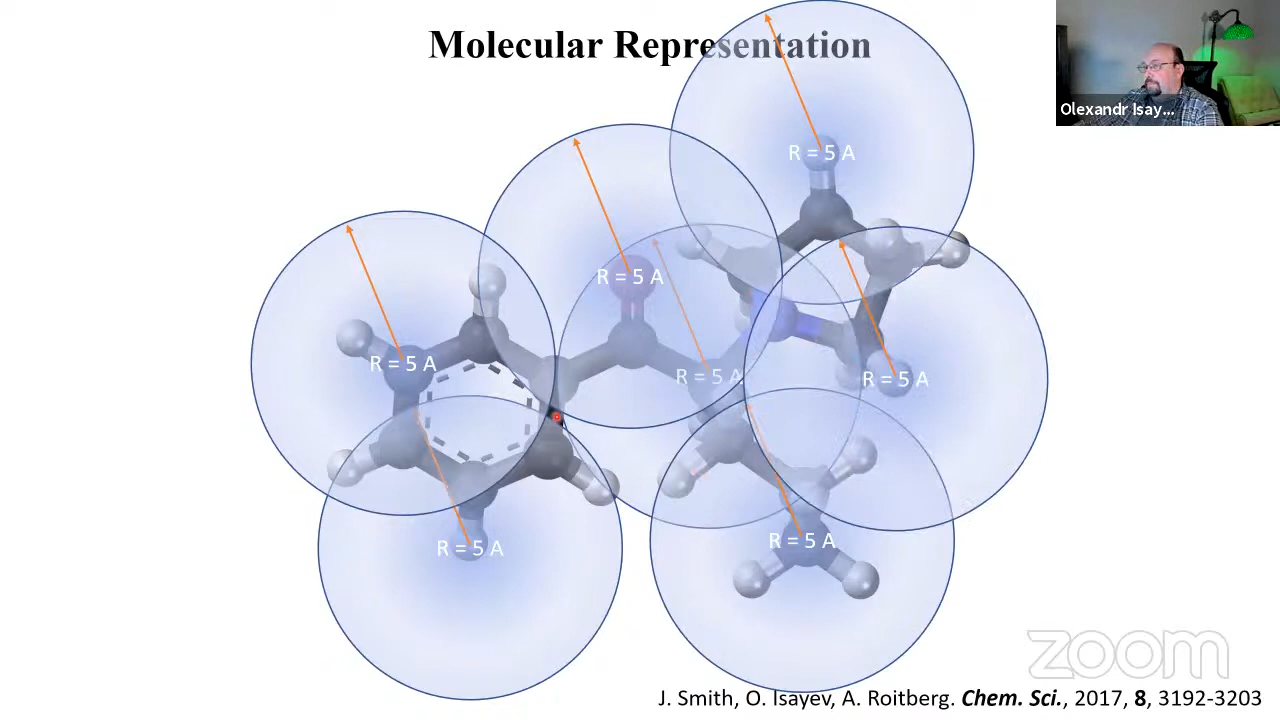 Molecular Representation
Olexandr Isay...
R = 5 A
R = 5 A
R = 5 A
R = 5 A
R = 5 A
R = 5 A
R = 5 A
zoom
J. Smith, O. Isayev, A. Roitberg. Chem. Sci., 2017, 8, 3192-3203